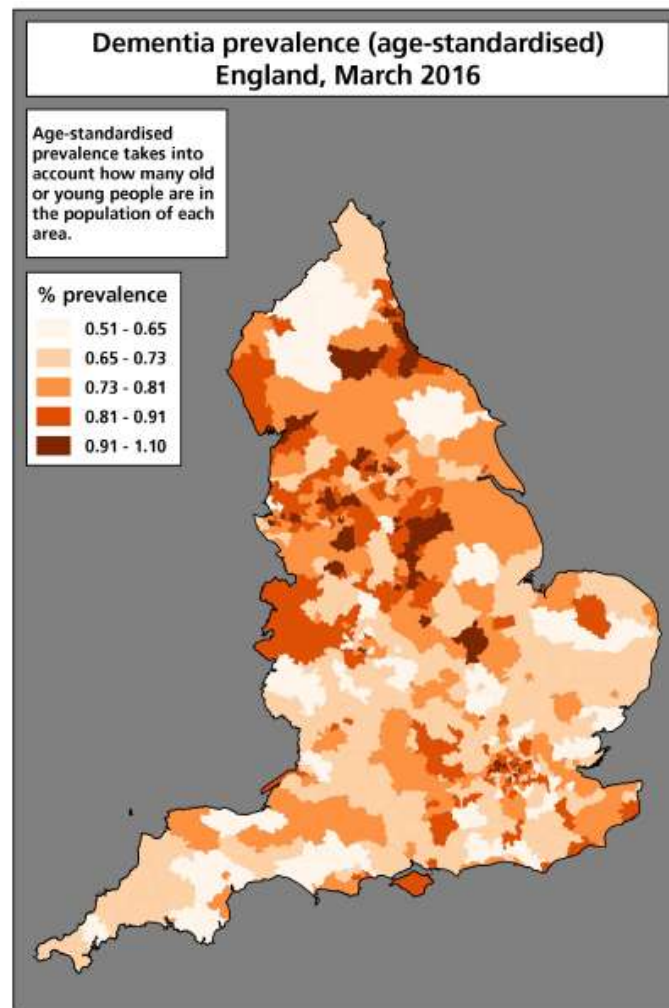 Dementia prevalence (age-standardised)
England, March 2016
Age-standardised
prevalence takes into
account how many old
or young people are in
the population of each
area.
% prevalence
0.51 - 0.65
0.65 - 0.73
0.73 - 0.81
0.81 - 0.91
0.91 - 1.10